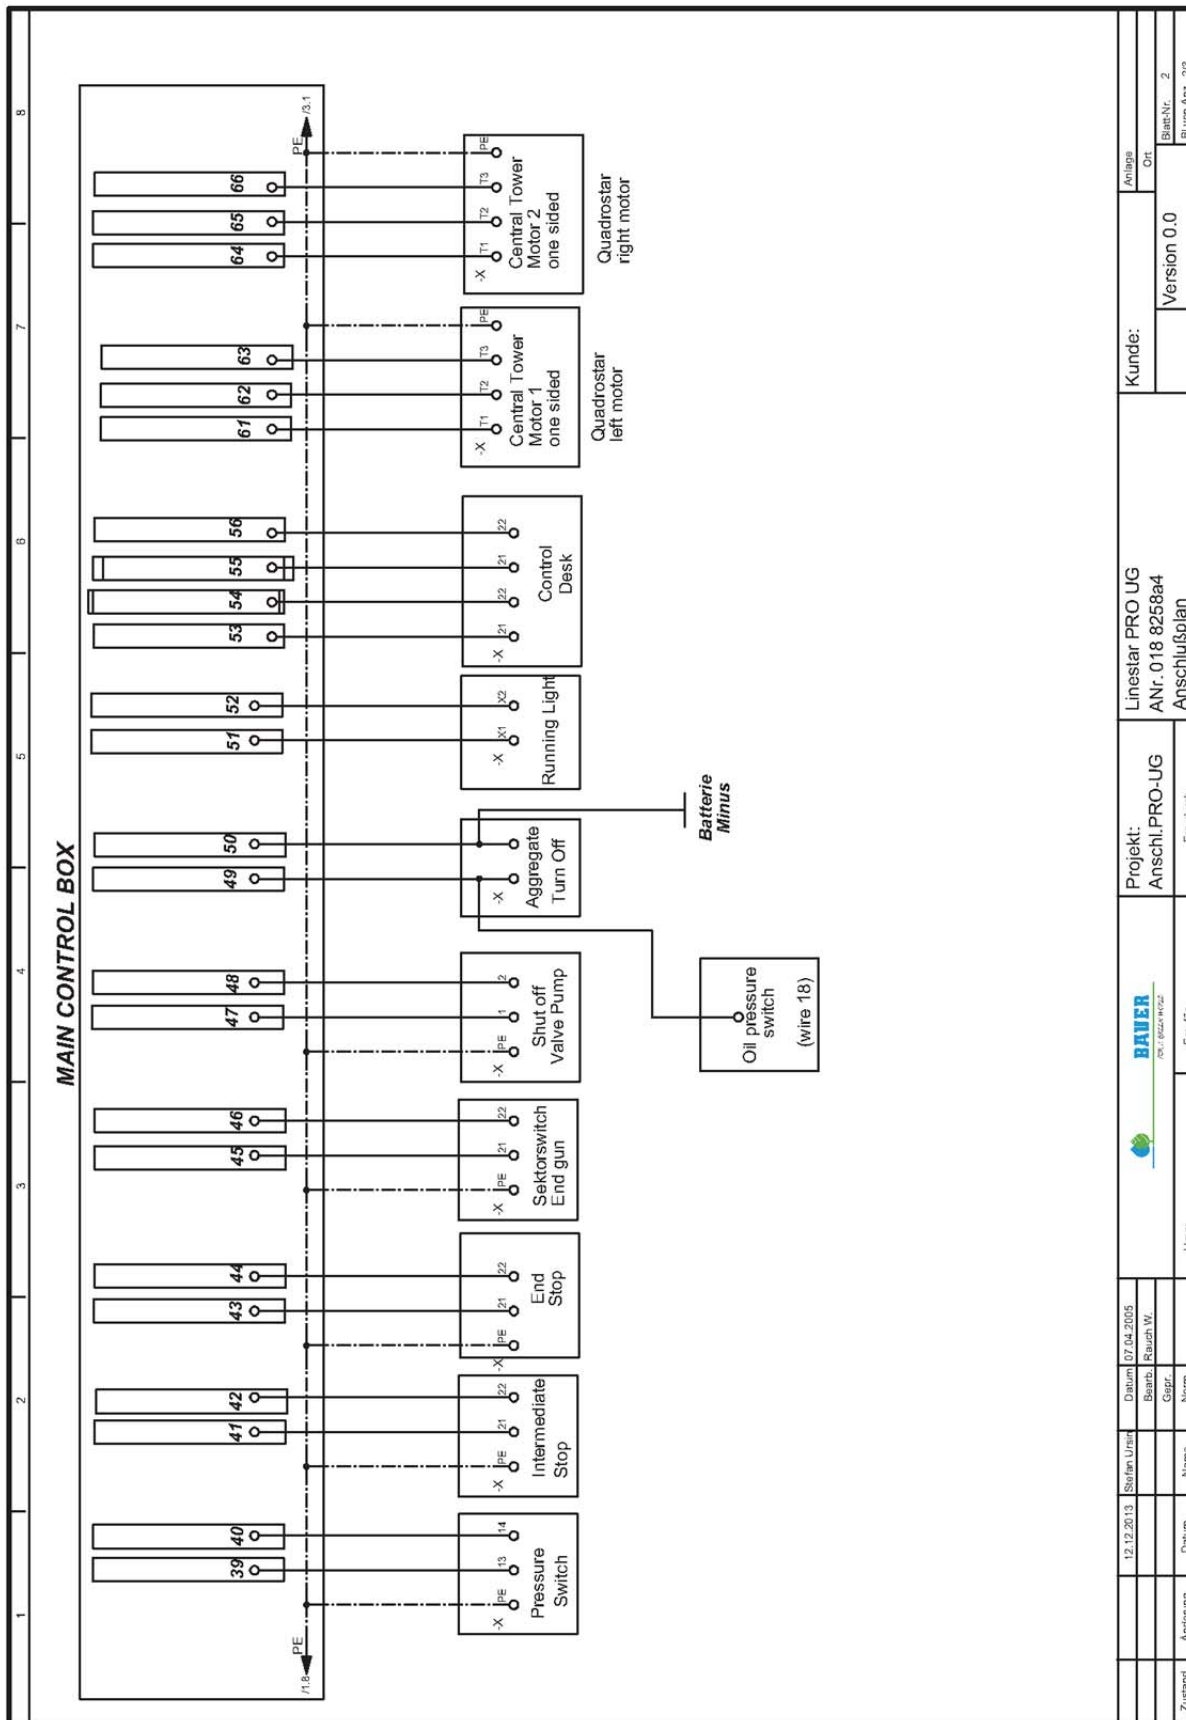 1 2 3 4 5 6 7 8
MAIN CONTROL BOX
39 40 41 42 43 44 45 46 47 48 49 50 51 52 53 54 55 56 61 62 63 64 65 66
PE
/1.8
PE
/3.1
-X PE 13 14
Pressure
Switch
-X PE 21 22
Intermediate
Stop
-X PE 21 22
End
Stop
-X PE 21 22
Sektorswitch
End gun
-X PE 1 2
Shut off
Valve Pump
-X
Aggregate
Turn Off
-X X1 X2
Running Light
-X 21 22 21 22
Control
Desk
-X T1 T2 T3 PE
Central Tower
Motor 1
one sided
Quadrostar
left motor
-X T1 T2 T3 PE
Central Tower
Motor 2
one sided
Quadrostar
right motor
Batterie
Minus
Oil pressure
switch
(wire 18)
12.12.2013 Stefan Ursin
Datum 07.04.2005
Bearb. Rauch W.
Gepr.
Zustand Änderung Datum Name Norm
BAUER
Projekt:
Anschl.PRO-UG
Linestar PRO UG
ANr. 018 8258a4
Anschlußplan
Kunde:
Version 0.0
Anlage
Ort
Blatt-Nr. 2